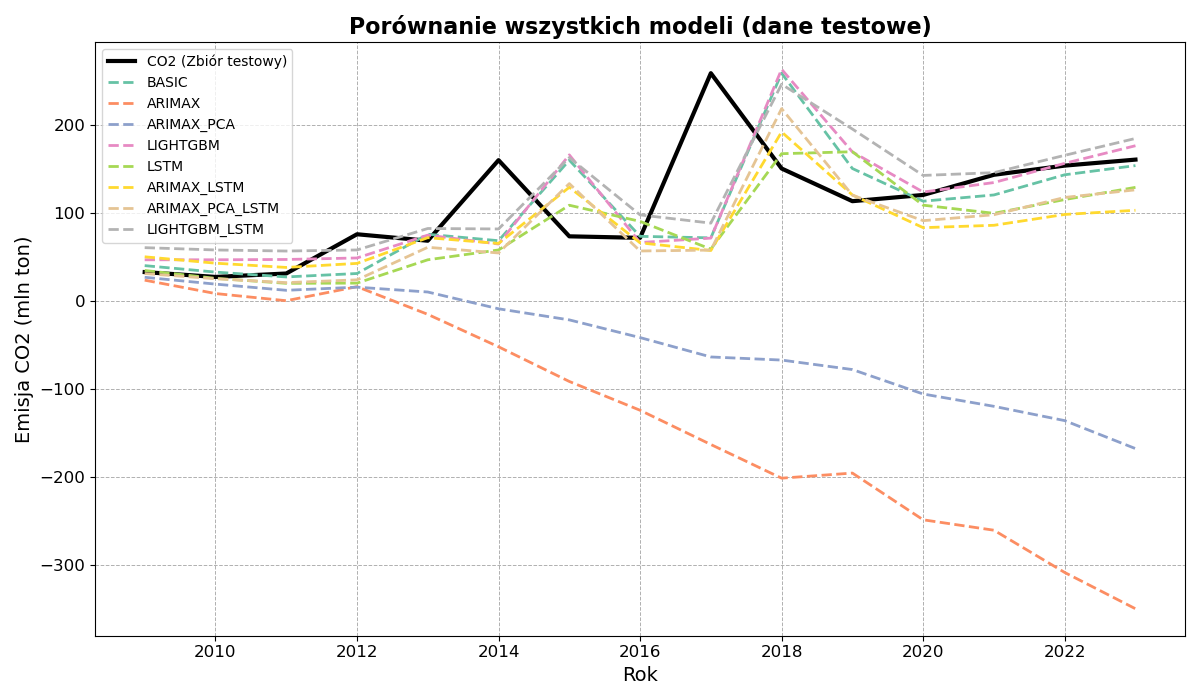 Porównanie wszystkich modeli (dane testowe)
CO2 (Zbiór testowy)
BASIC
ARIMAX
ARIMAX_PCA
LIGHTGBM
LSTM
ARIMAX_LSTM
ARIMAX_PCA_LSTM
LIGHTGBM_LSTM
Emisja CO2 (mln ton)
200
100
0
−100
−200
−300
2010 2012 2014 2016 2018 2020 2022
Rok